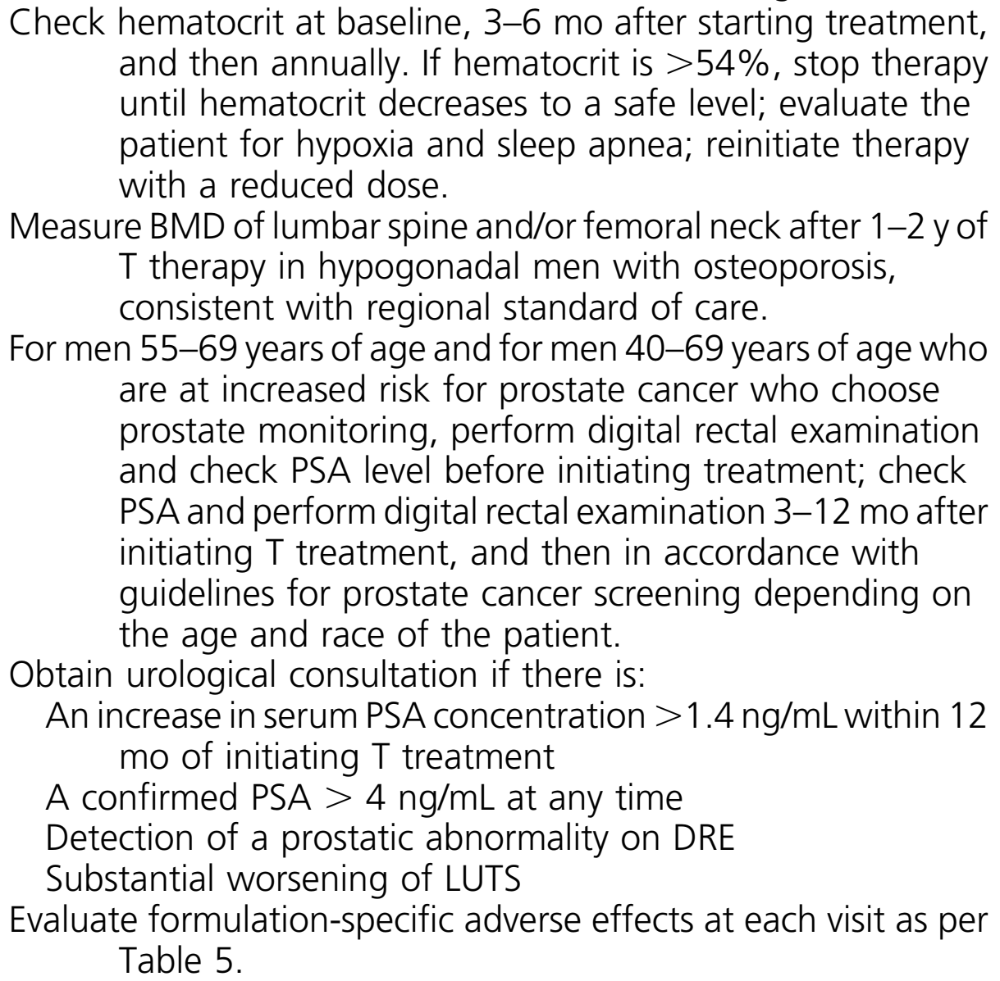 Check hematocrit at baseline, 3–6 mo after starting treatment,
and then annually. If hematocrit is >54%, stop therapy
until hematocrit decreases to a safe level; evaluate the
patient for hypoxia and sleep apnea; reinitiate therapy
with a reduced dose.
Measure BMD of lumbar spine and/or femoral neck after 1–2 y of
T therapy in hypogonadal men with osteoporosis,
consistent with regional standard of care.
For men 55–69 years of age and for men 40–69 years of age who
are at increased risk for prostate cancer who choose
prostate monitoring, perform digital rectal examination
and check PSA level before initiating treatment; check
PSA and perform digital rectal examination 3–12 mo after
initiating T treatment, and then in accordance with
guidelines for prostate cancer screening depending on
the age and race of the patient.
Obtain urological consultation if there is:
An increase in serum PSA concentration >1.4 ng/mL within 12
mo of initiating T treatment
A confirmed PSA > 4 ng/mL at any time
Detection of a prostatic abnormality on DRE
Substantial worsening of LUTS
Evaluate formulation-specific adverse effects at each visit as per
Table 5.